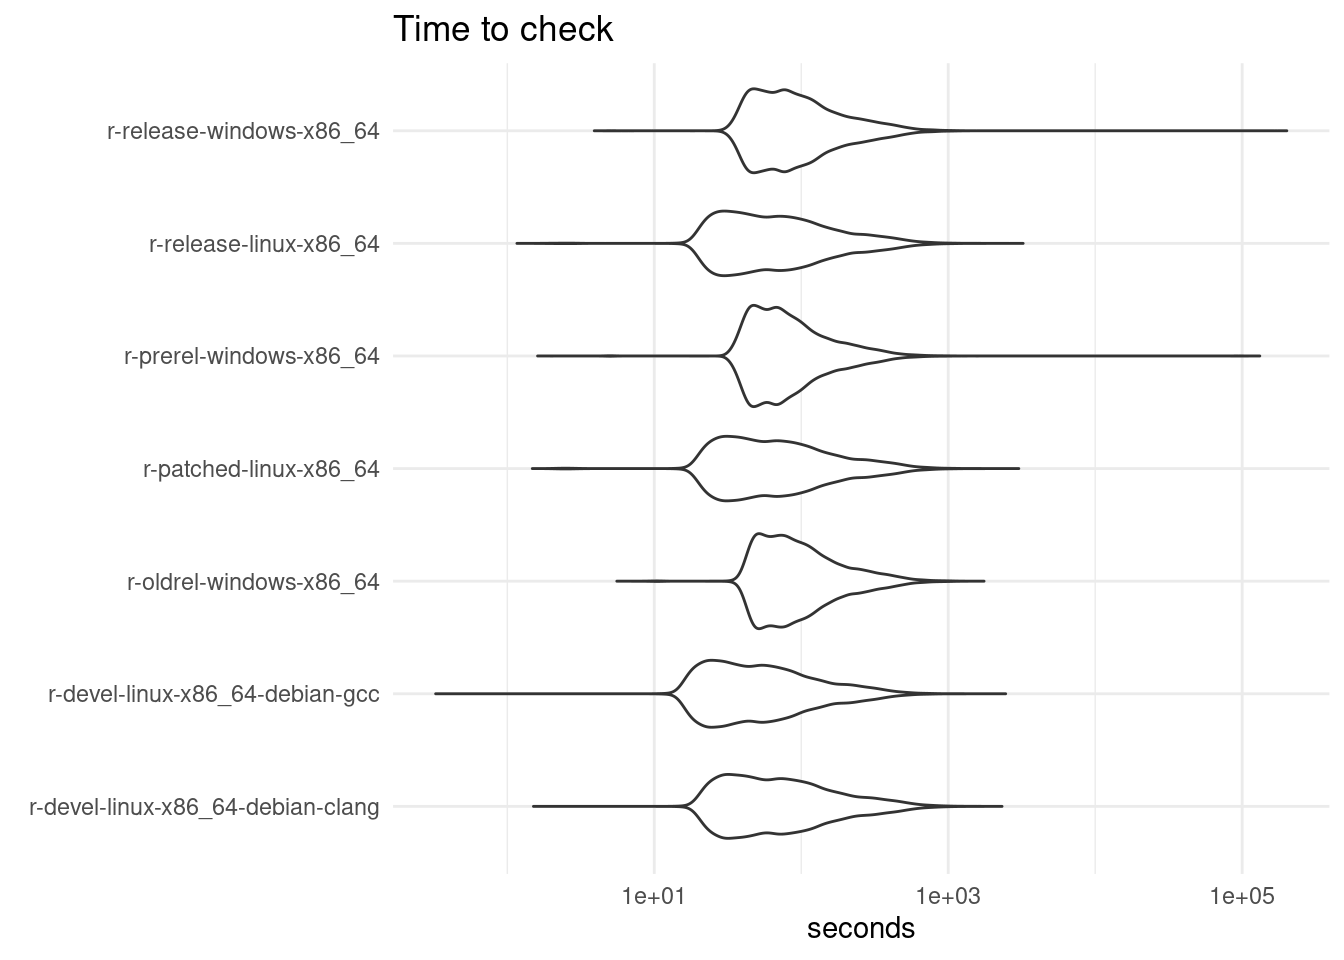 Time to check
r-release-windows-x86_64
r-release-linux-x86_64
r-prerel-windows-x86_64
r-patched-linux-x86_64
r-oldrel-windows-x86_64
r-devel-linux-x86_64-debian-gcc
r-devel-linux-x86_64-debian-clang
1e+01 1e+03 1e+05
seconds